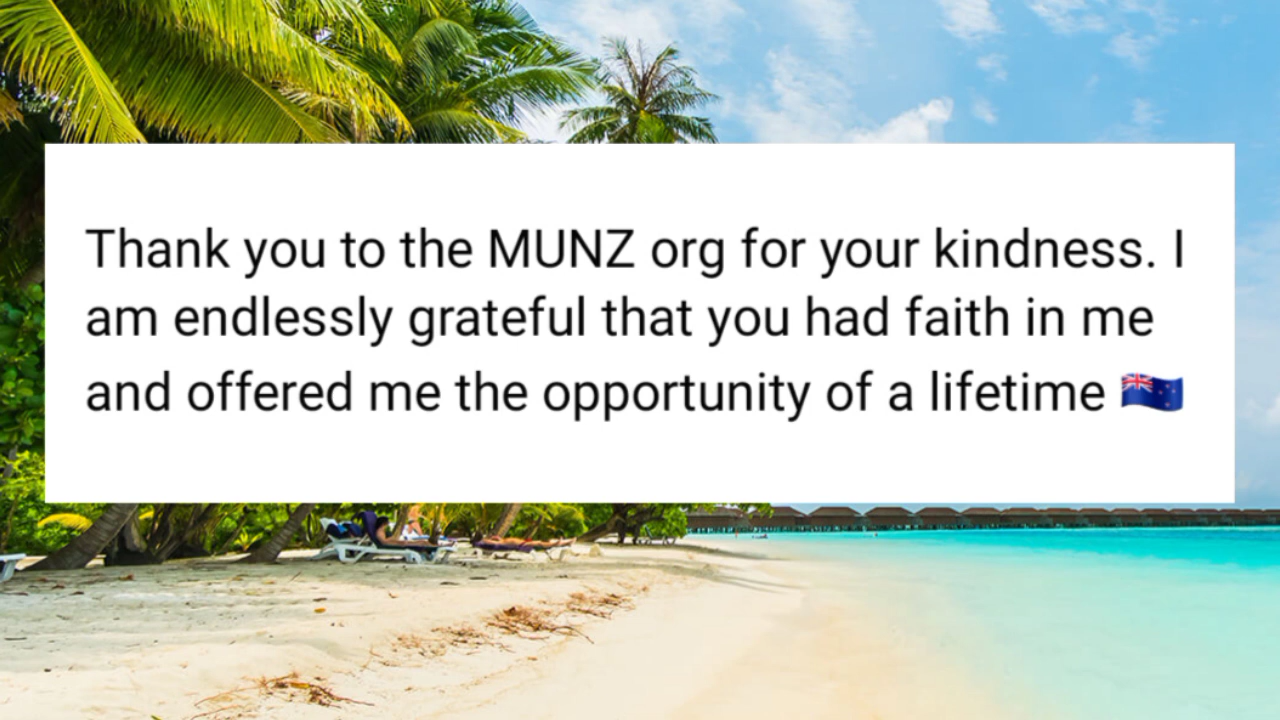 Thank you to the MUNZ org for your kindness. I
am endlessly grateful that you had faith in me
and offered me the opportunity of a lifetime 🇳🇿